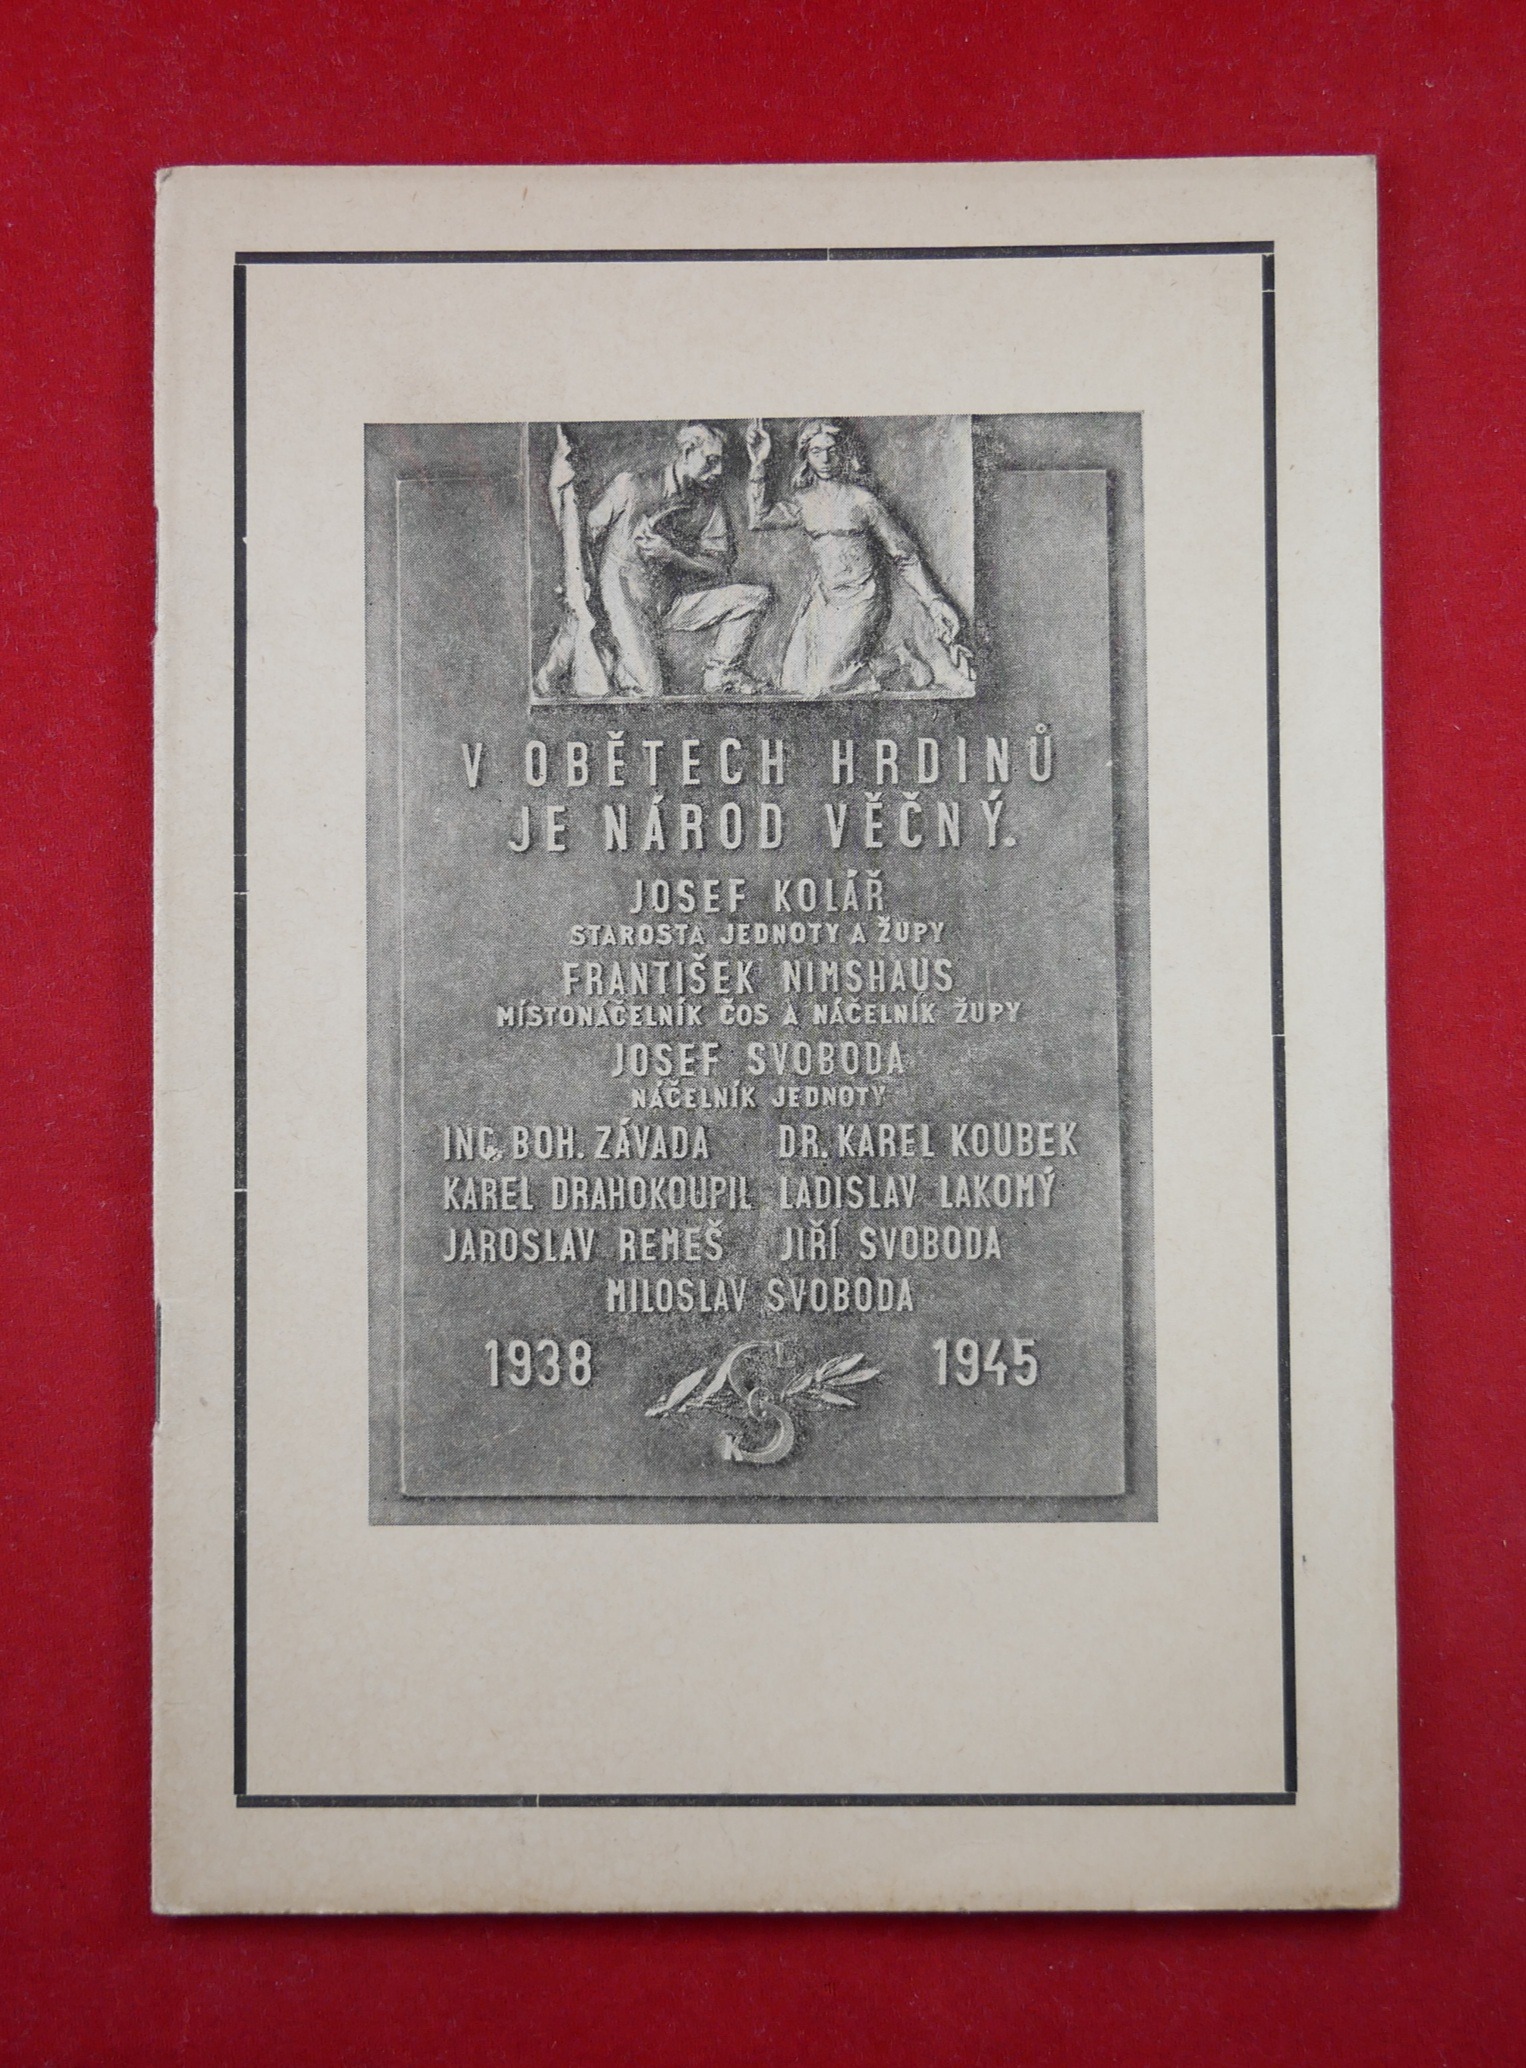 V OBĚTECH HRDINŮ
JE NÁROD VĚČNÝ.
JOSEF KOLÁŘ
STAROSTA JEDNOTY A ŽUPY
FRANTIŠEK NIMSHAUS
MÍSTONÁČELNÍK ČOS A NÁČELNÍK ŽUPY
JOSEF SVOBODA
NÁČELNÍK JEDNOTY
ING. BOH. ZÁVADA DR. KAREL KOUBEK
KAREL DRAHOKOUPIL LADISLAV LAKOMÝ
JAROSLAV REMEŠ JIŘÍ SVOBODA
MILOSLAV SVOBODA
1938 1945